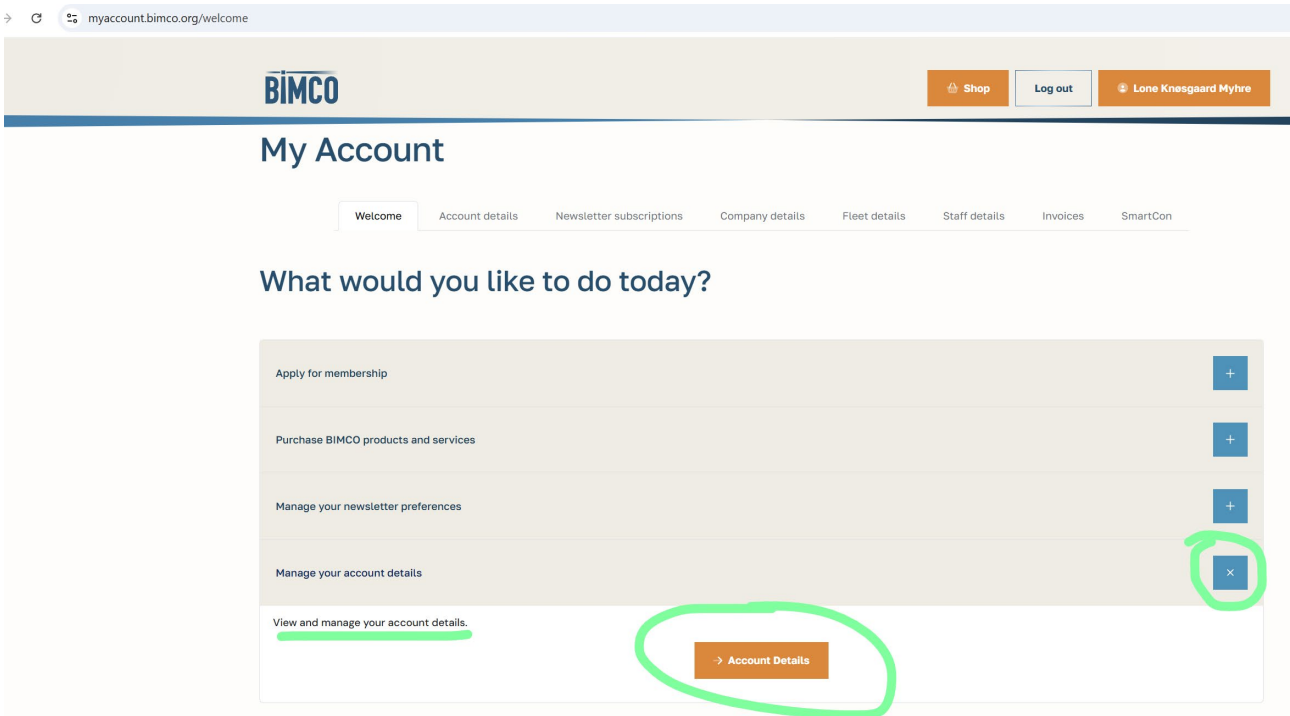 myaccount.bimco.org/welcome
BIMCO
Shop
Log out
Lone Knøsgaard Myhre
My Account
Welcome Account details Newsletter subscriptions Company details Fleet details Staff details Invoices SmartCon
What would you like to do today?
Apply for membership
Purchase BIMCO products and services
Manage your newsletter preferences
Manage your account details
View and manage your account details.
→ Account Details